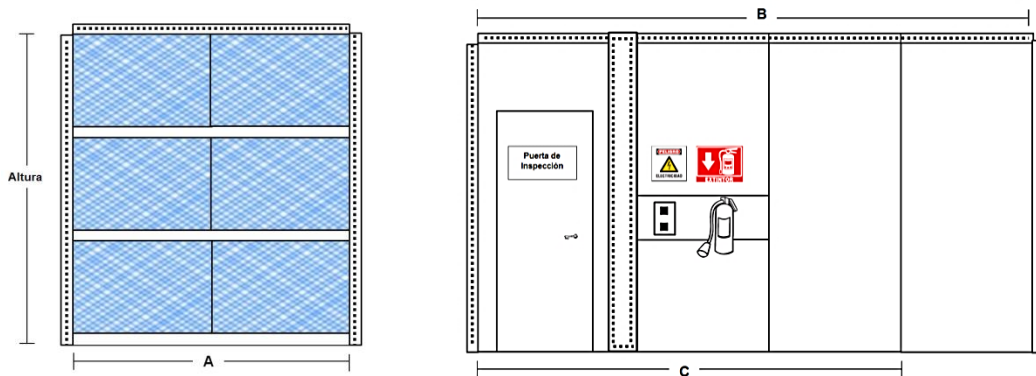 Altura
A
B
Puerta de
Inspección
PELIGRO
ELECTRICIDAD
EXTINTOR
C